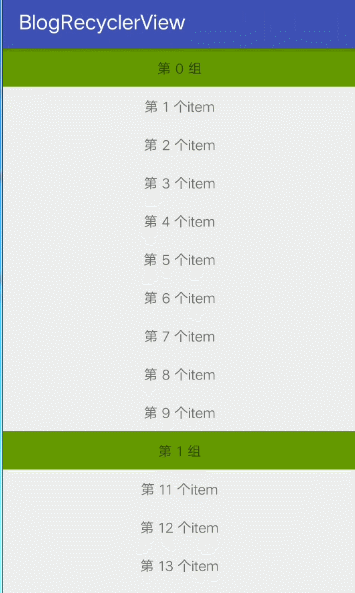 BlogRecyclerView
第 0 组
第 1 个item
第 2 个item
第 3 个item
第 4 个item
第 5 个item
第 6 个item
第 7 个item
第 8 个item
第 9 个item
第 1 组
第 11 个item
第 12 个item
第 13 个item